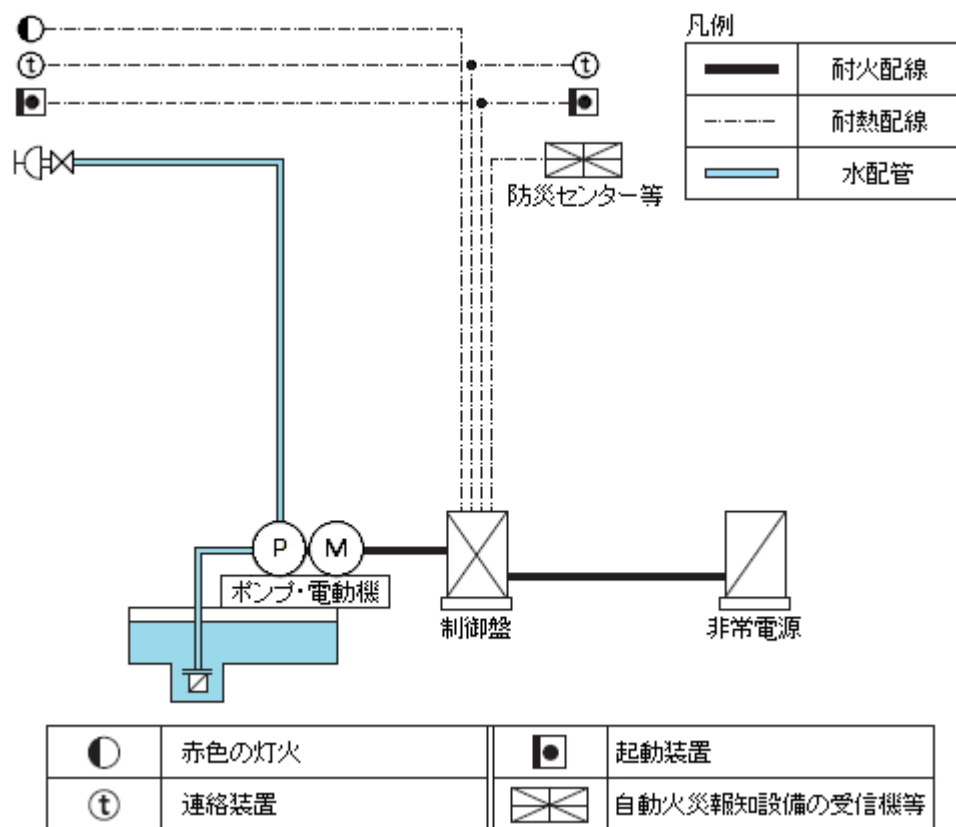 凡例
耐火配線
耐熱配線
水配管
t
t
防災センター等
P M
ポンプ・電動機
制御盤
非常電源
赤色の灯火
起動装置
t 連絡装置
自動火災報知設備の受信機等